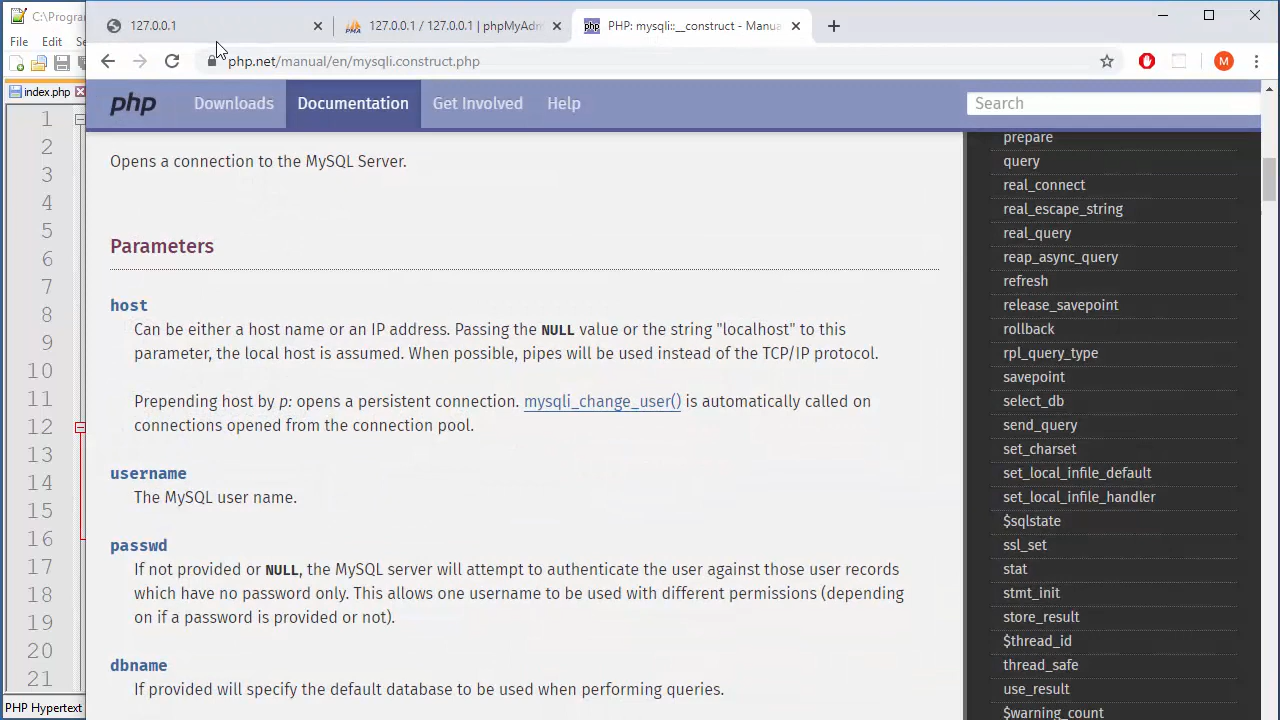 C:\Progra
File Ed
index.php
1
2
3
4
5
6
7
8
9
10
11
12
13
14
15
16
17
18
19
20
21
PHP Hypertext
127.0.0.1
127.0.0.1 / 127.0.0.1 | phpMyAdm
PHP: mysqli::__construct - Manua
php.net/manual/en/mysqli.construct.php
M
php Downloads Documentation Get Involved Help
Search
Opens a connection to the MySQL Server.
Parameters
host
Can be either a host name or an IP address. Passing the NULL value or the string "localhost" to this
parameter, the local host is assumed. When possible, pipes will be used instead of the TCP/IP protocol.
Prepending host by p: opens a persistent connection. mysqli_change_user() is automatically called on
connections opened from the connection pool.
username
The MySQL user name.
passwd
If not provided or NULL, the MySQL server will attempt to authenticate the user against those user records
which have no password only. This allows one username to be used with different permissions (depending
on if a password is provided or not).
dbname
If provided will specify the default database to be used when performing queries.
prepare
query
real_connect
real_escape_string
real_query
reap_async_query
refresh
release_savepoint
rollback
rpl_query_type
savepoint
select_db
send_query
set_charset
set_local_infile_default
set_local_infile_handler
$sqlstate
ssl_set
stat
stmt_init
store_result
$thread_id
thread_safe
use_result
$warning_count